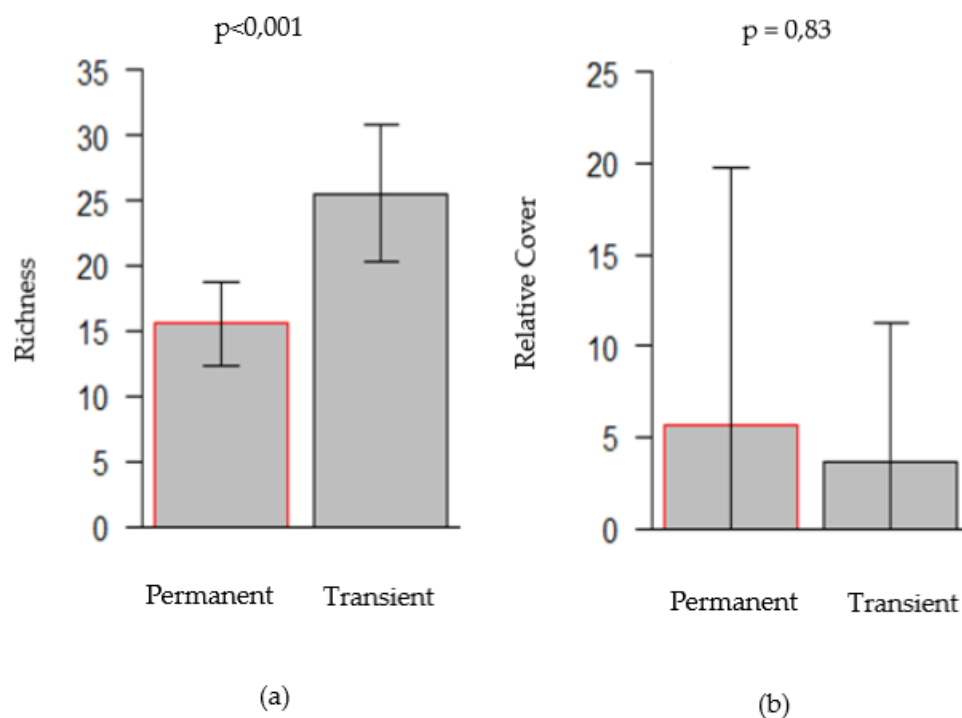 p<0,001
35
30
25
20
15
10
5
0
Richness
Permanent Transient
(a)
p = 0,83
25
20
15
10
5
0
Relative Cover
Permanent Transient
(b)